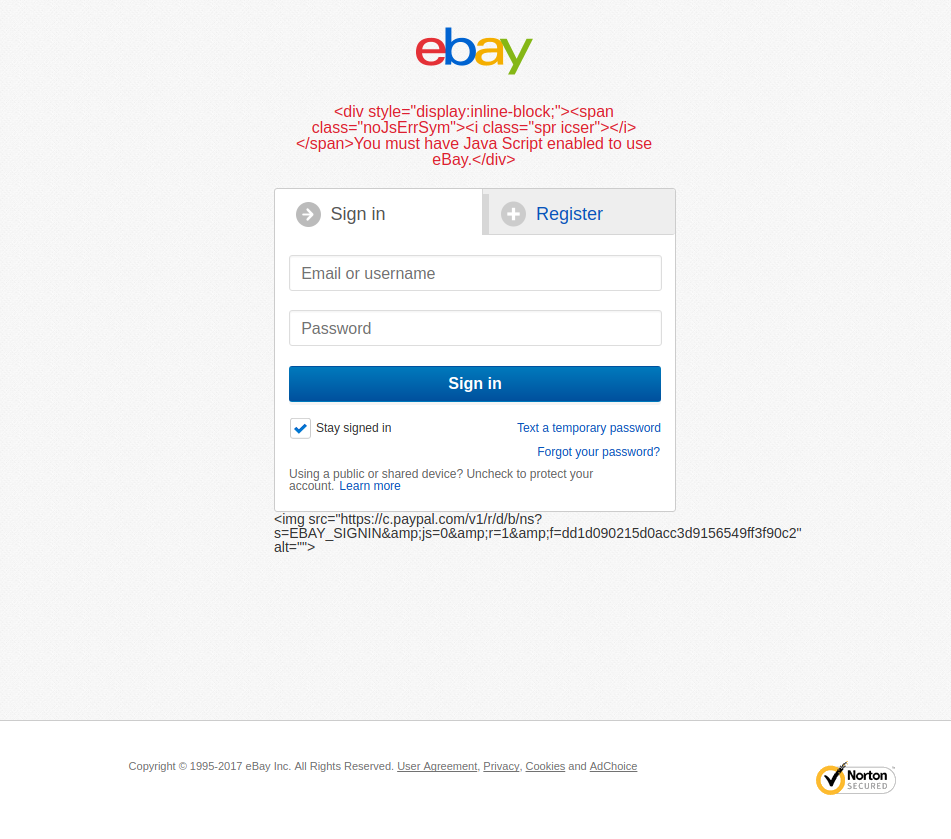 ebay
<div style="display:inline-block;"><span
class="noJsErrSym"><i class="spr icser"></i>
</span>You must have Java Script enabled to use
eBay.</div>
Sign in
Register
Email or username
Password
Sign in
Stay signed in
Text a temporary password
Forgot your password?
Using a public or shared device? Uncheck to protect your
account. Learn more
<img src="https://c.paypal.com/v1/r/d/b/ns?
s=EBAY_SIGNIN&amp;js=0&amp;r=1&amp;f=dd1d090215d0acc3d9156549ff3f90c2"
alt="">
Copyright © 1995-2017 eBay Inc. All Rights Reserved. User Agreement, Privacy, Cookies and AdChoice
Norton
SECURED